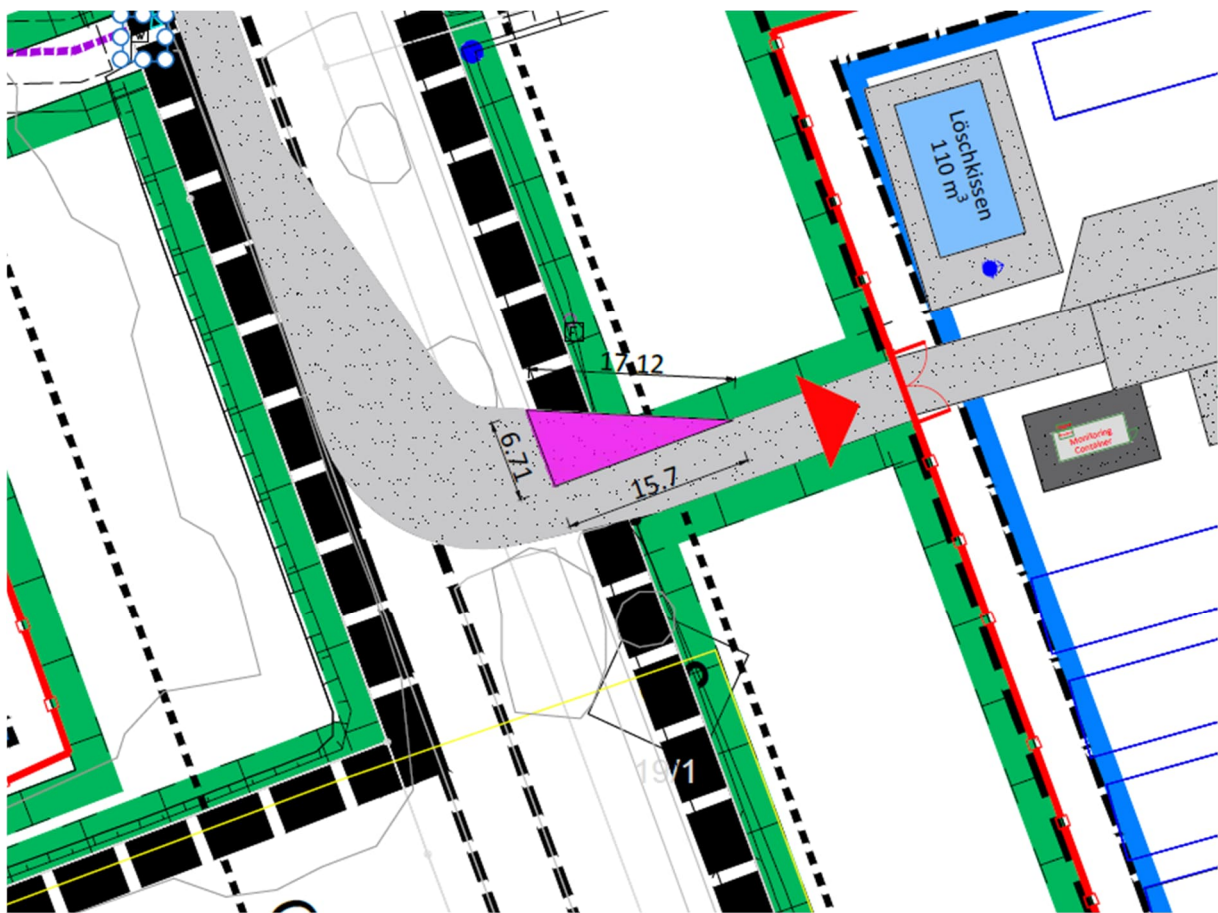 Löschkissen
110 m³
F
17.12
6.71
15.7
Monitoring
Container
19/1